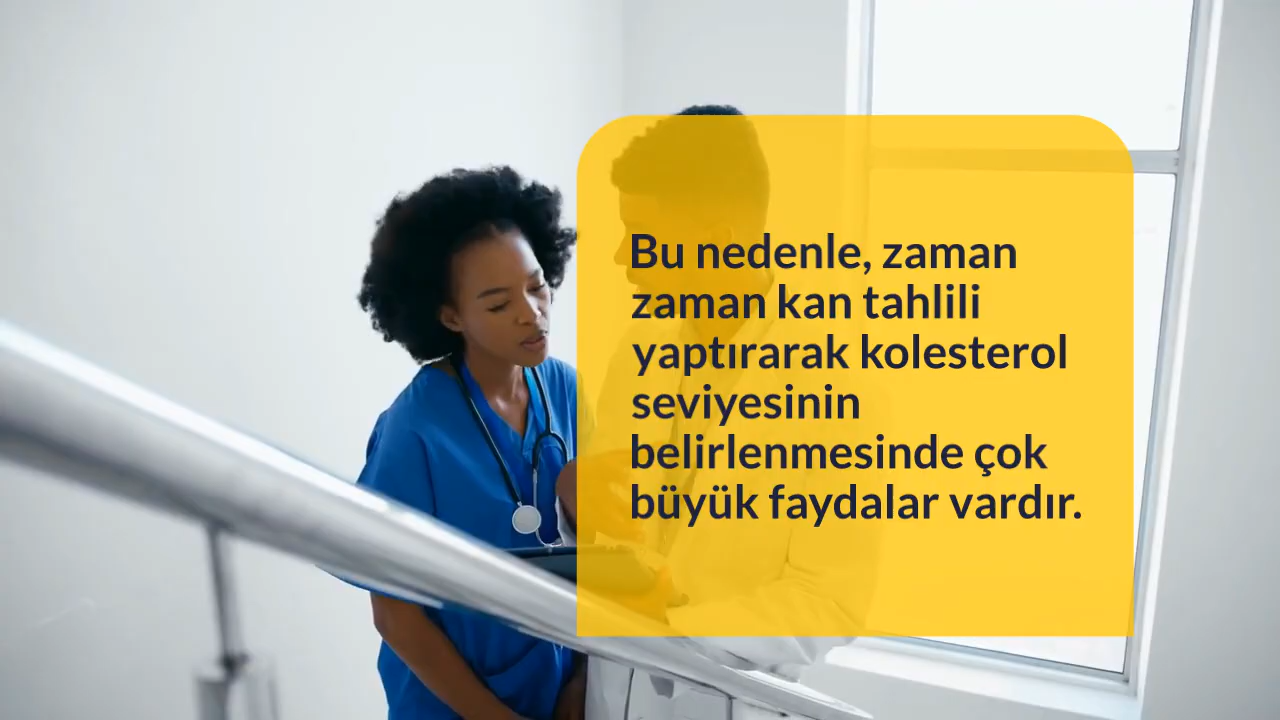 Bu nedenle, zaman
zaman kan tahlili
yaptırarak kolesterol
seviyesinin
belirlenmesinde çok
büyük faydalar vardır.